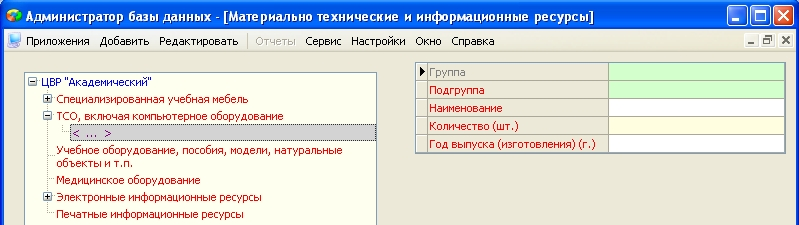 Администратор базы данных - [Материально технические и информационные ресурсы]
Приложения Добавить Редактировать Отчеты Сервис Настройки Окно Справка
ЦВР "Академический"
Специализированная учебная мебель
ТСО, включая компьютерное оборудование
< ... >
Учебное оборудование, пособия, модели, натуральные
объекты и т.п.
Медицинское оборудование
Электронные информационные ресурсы
Печатные информационные ресурсы
Группа
Подгруппа
Наименование
Количество (шт.)
Год выпуска (изготовления) (г.)